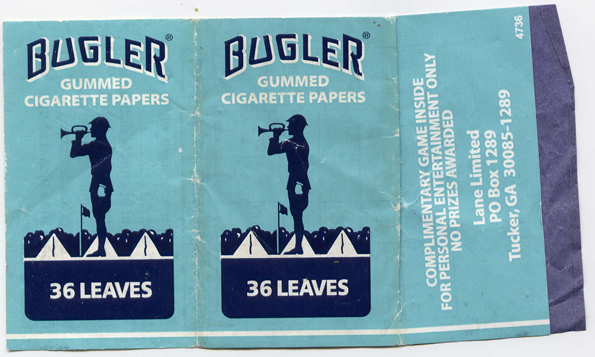 BUGLER®
GUMMED
CIGARETTE PAPERS
36 LEAVES
BUGLER®
GUMMED
CIGARETTE PAPERS
36 LEAVES
COMPLIMENTARY GAME INSIDE
FOR PERSONAL ENTERTAINMENT ONLY
NO PRIZES AWARDED
Lane Limited
PO Box 1289
Tucker, GA 30085-1289
4736